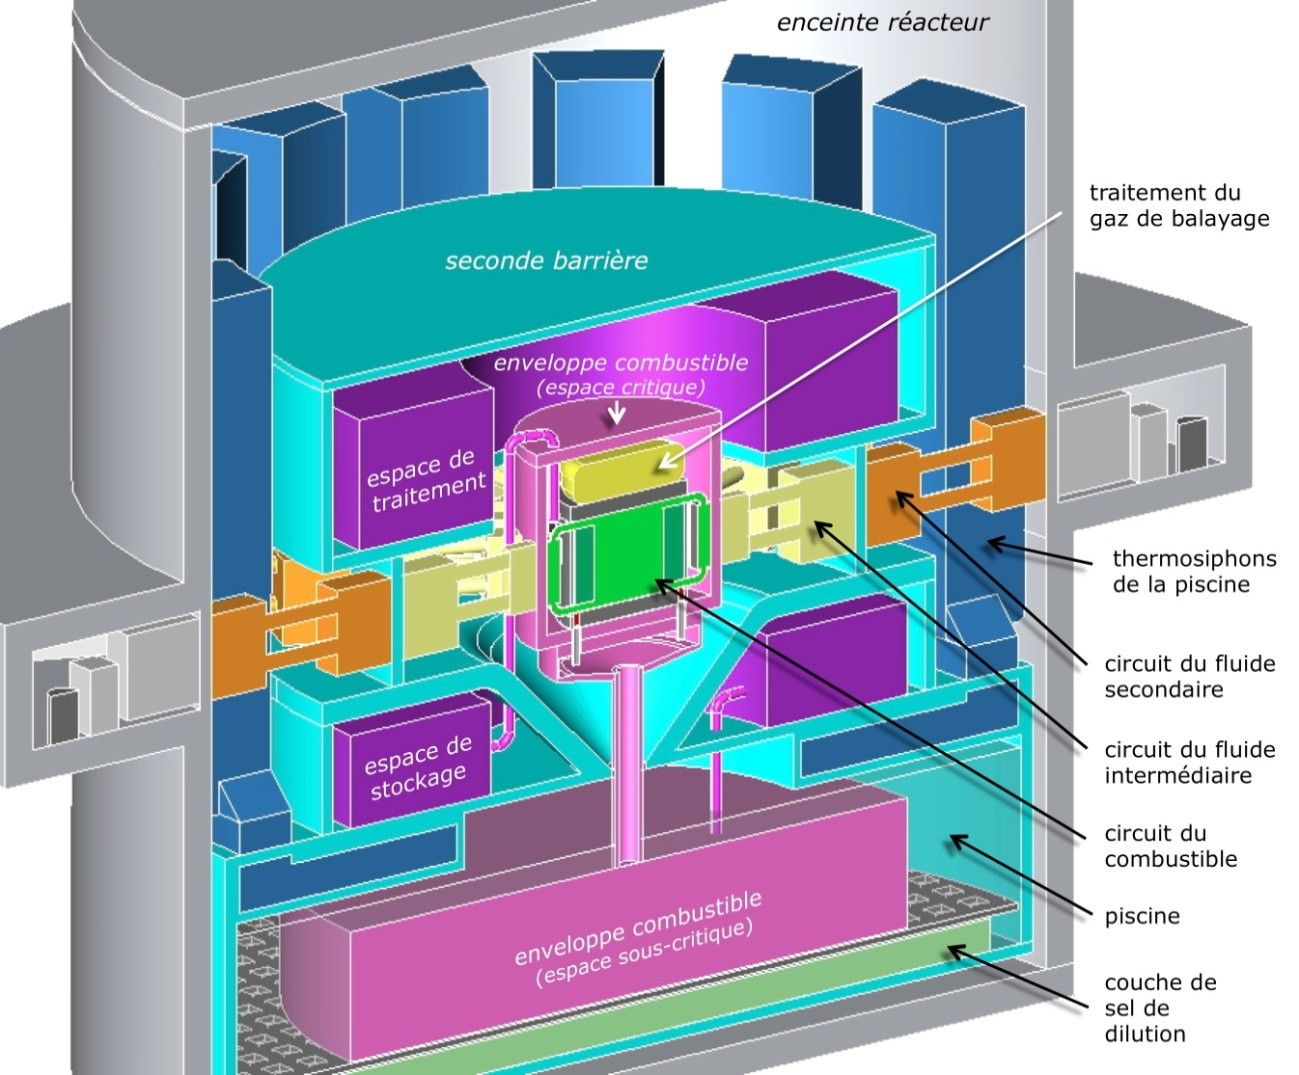 enceinte réacteur
traitement du
gaz de balayage
seconde barrière
enveloppe combustible
(espace critique)
espace de
traitement
thermosiphons
de la piscine
circuit du fluide
secondaire
espace de
stockage
circuit du fluide
intermédiaire
circuit du
combustible
piscine
enveloppe combustible
(espace sous-critique)
couche de
sel de
dilution